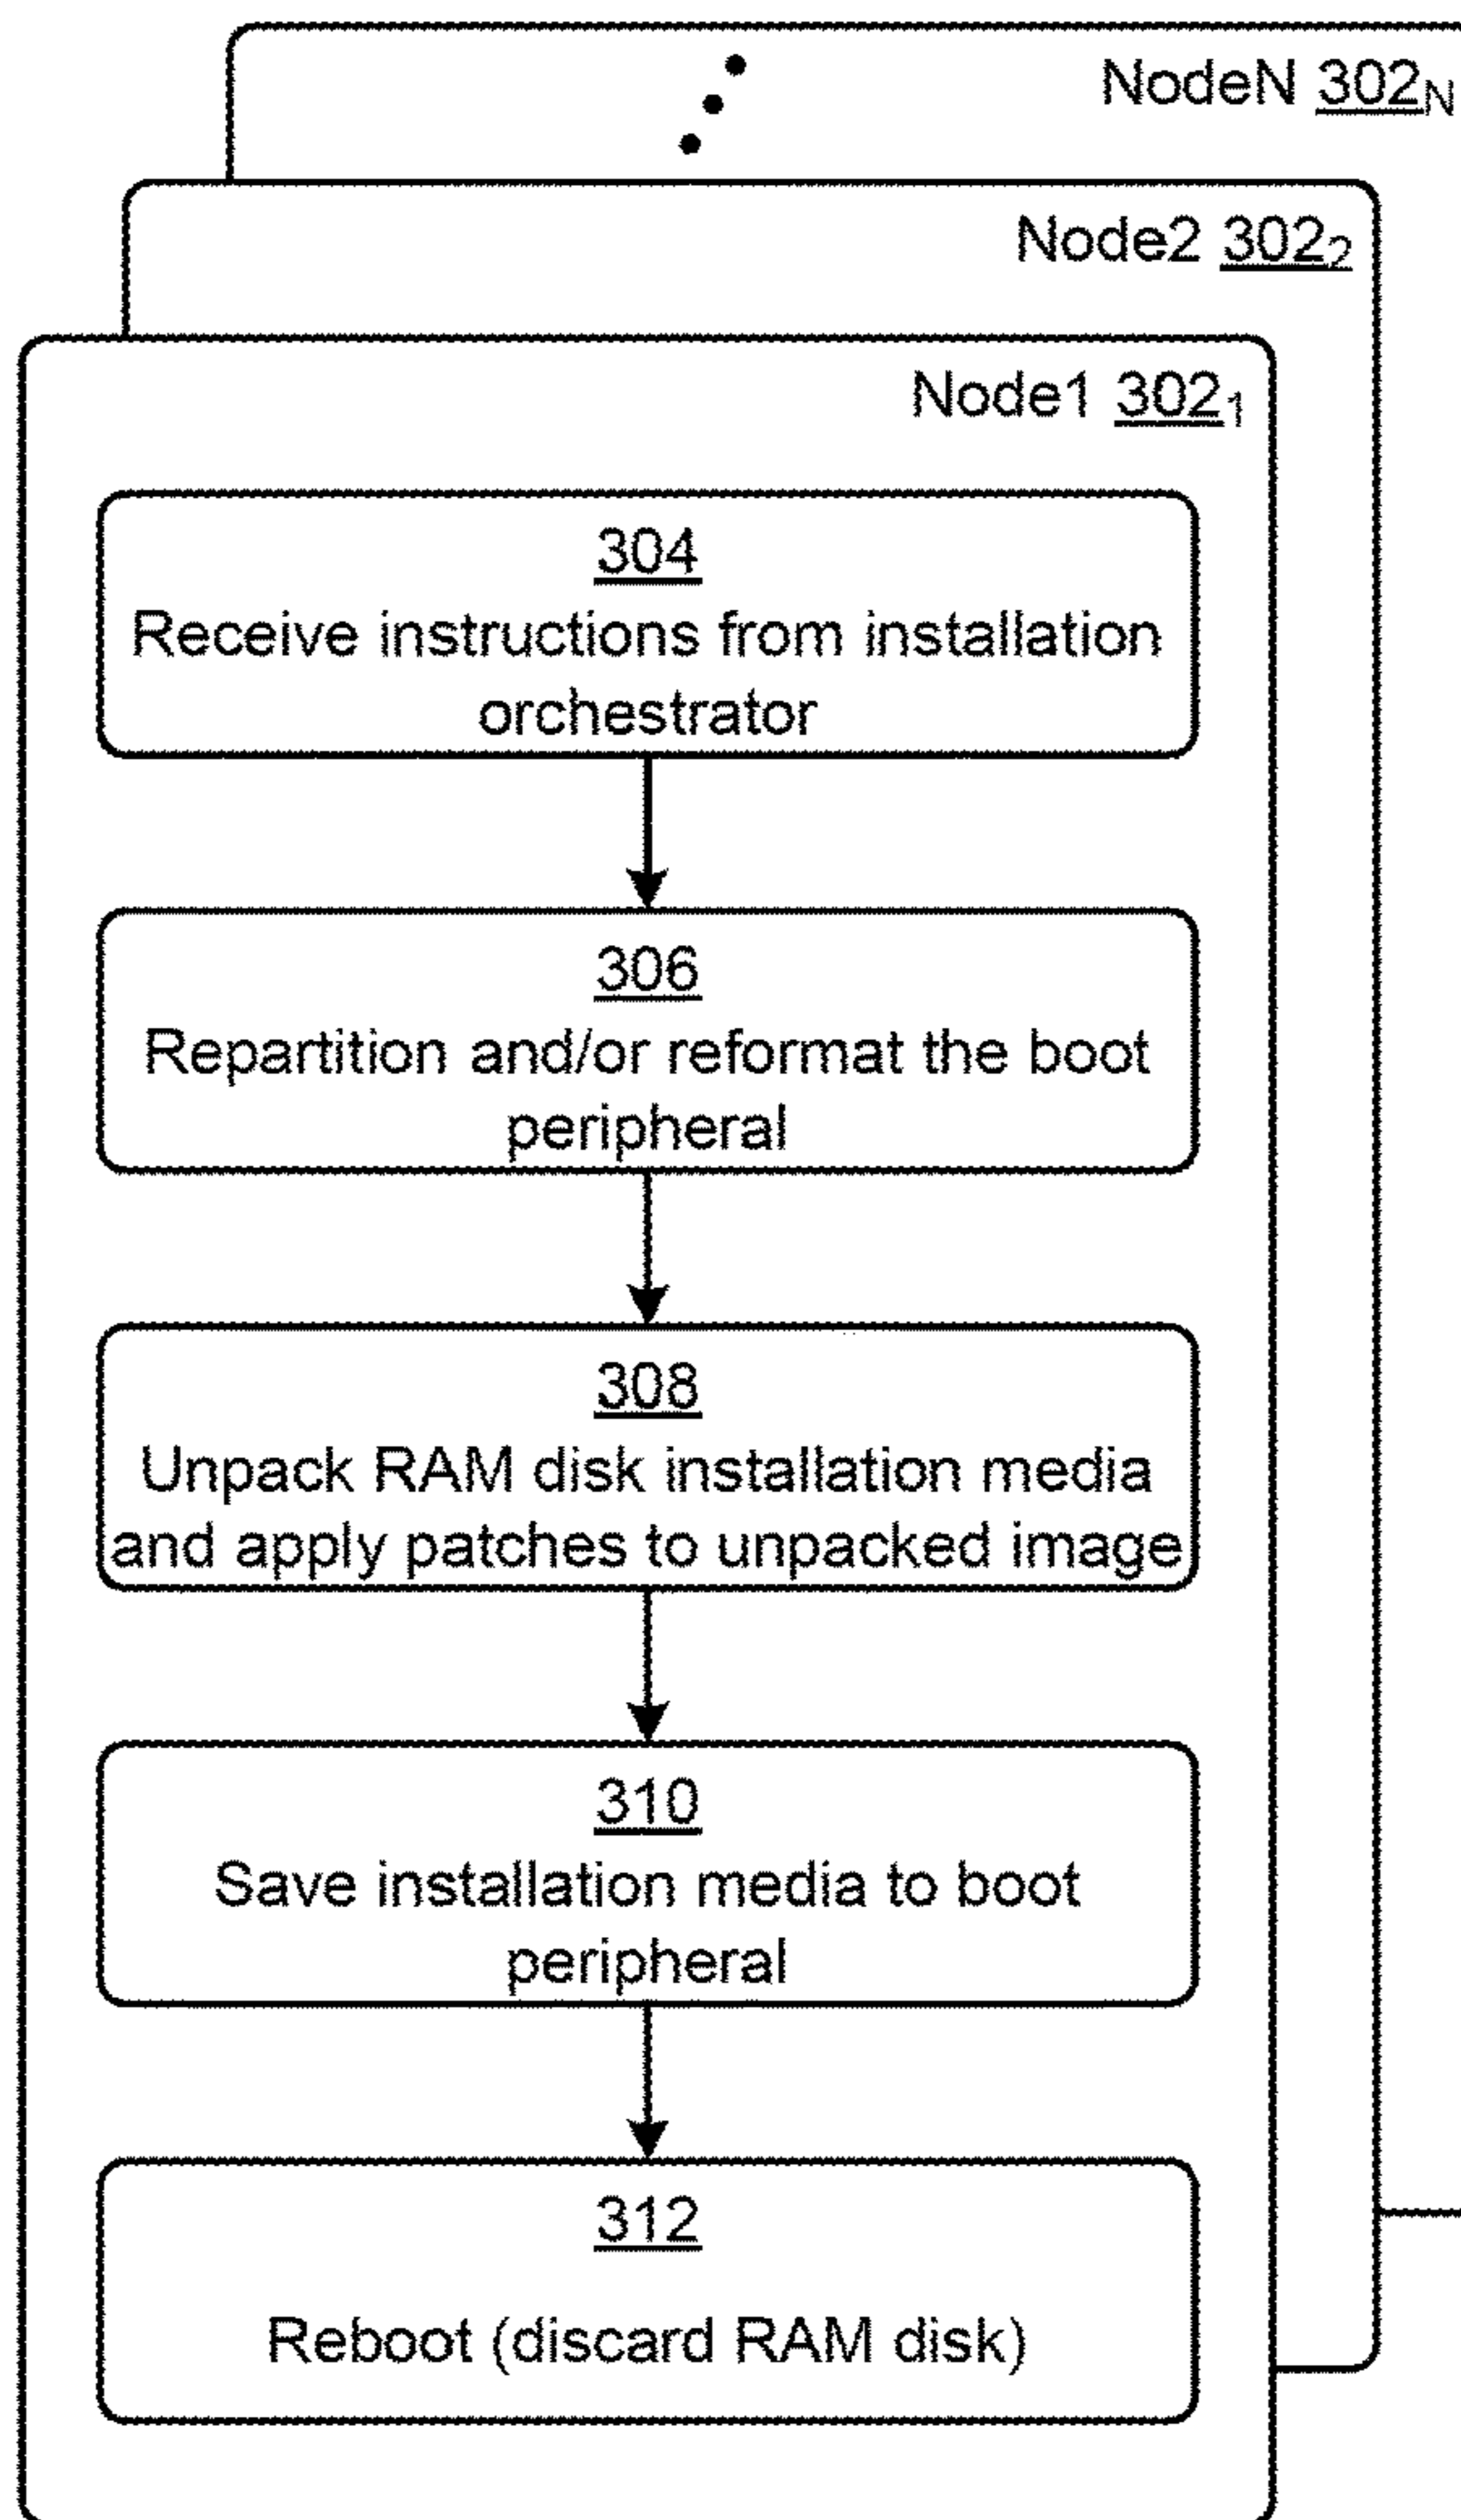 NodeN 302N
Node2 3022
Node1 3021
304
Receive instructions from installation
orchestrator
306
Repartition and/or reformat the boot
peripheral
308
Unpack RAM disk installation media
and apply patches to unpacked image
310
Save installation media to boot
peripheral
312
Reboot (discard RAM disk)